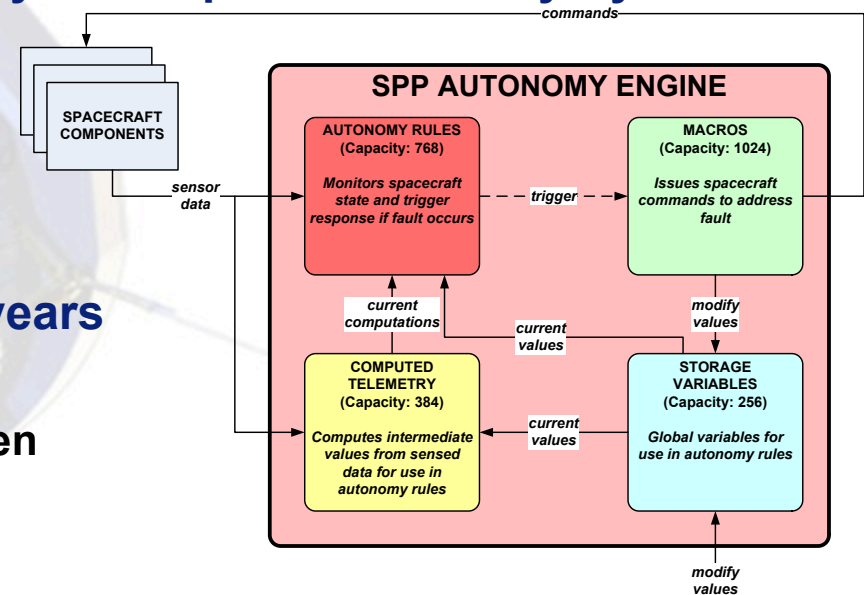 commands
SPP AUTONOMY ENGINE
SPACECRAFT
COMPONENTS
AUTONOMY RULES
(Capacity: 768)
Monitors spacecraft
state and trigger
response if fault occurs
MACROS
(Capacity: 1024)
Issues spacecraft
commands to address
fault
sensor
data
trigger
years
current
computations
current
values
modify
values
COMPUTED
TELEMETRY
(Capacity: 384)
Computes intermediate
values from sensed
data for use in
autonomy rules
current
values
STORAGE
VARIABLES
(Capacity: 256)
Global variables for
use in autonomy rules
en
modify
values